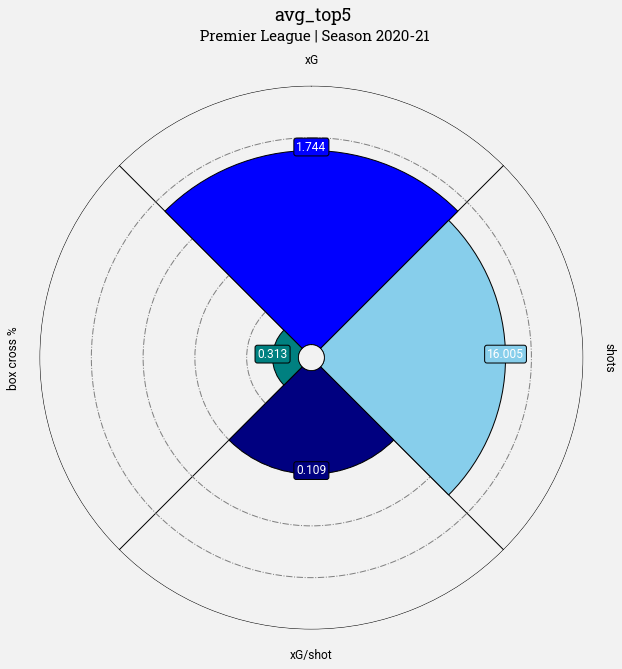 avg_top5
Premier League | Season 2020-21
xG
1.744
box cross %
0.313
16.005
shots
0.109
xG/shot